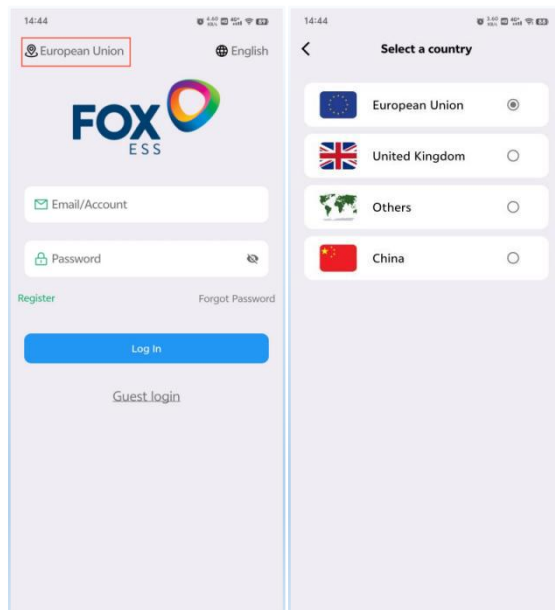 14:44
European Union
English
FOX
ESS
Email/Account
Password
Register
Forgot Password
Log In
Guest login
14:44
Select a country
European Union
United Kingdom
Others
China